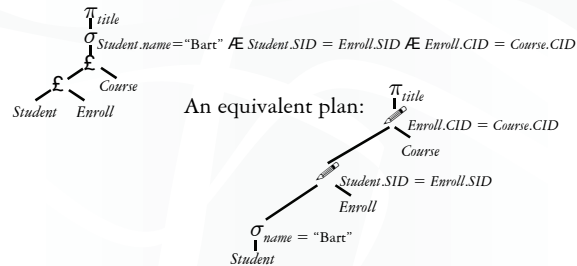 π title
σ Student.name="Bart" Æ Student.SID = Enroll.SID Æ Enroll.CID = Course.CID
£
£ Course
Student Enroll
An equivalent plan:
π title
✏ Enroll.CID = Course.CID
Course
✏ Student.SID = Enroll.SID
Enroll
σ name = "Bart"
Student